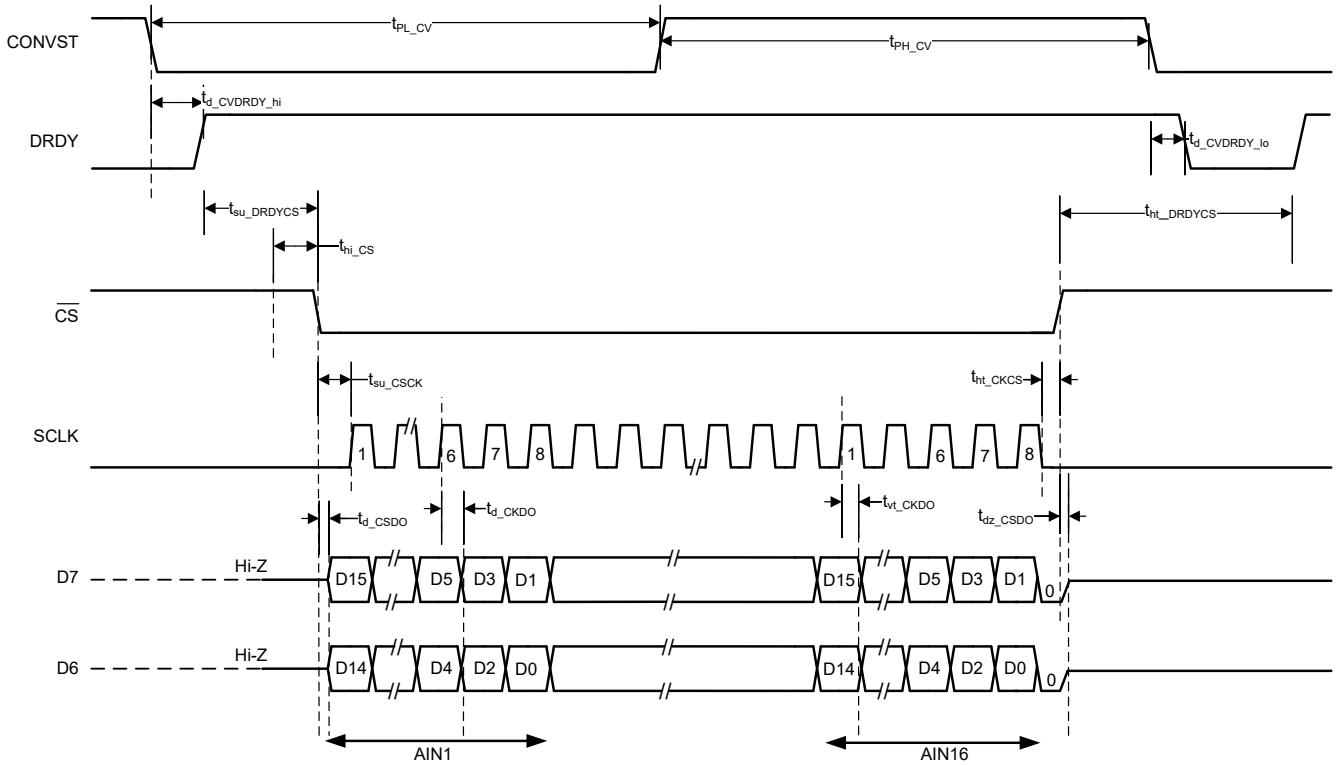 CONVST
t_PL_CV
t_PH_CV
t_d_CVDRDY_hi
DRDY
t_d_CVDRDY_lo
t_su_DRDYCS
t_ht_DRDYCS
t_hi_CS
CS
t_su_CSCK
t_ht_CKCS
SCLK
1 6 7 8 1 6 7 8
t_d_CSDO
t_d_CKDO
t_vt_CKDO
t_dz_CSDO
D7 Hi-Z D15 D5 D3 D1 D15 D5 D3 D1 0
D6 Hi-Z D14 D4 D2 D0 D14 D4 D2 D0 0
AIN1 AIN16